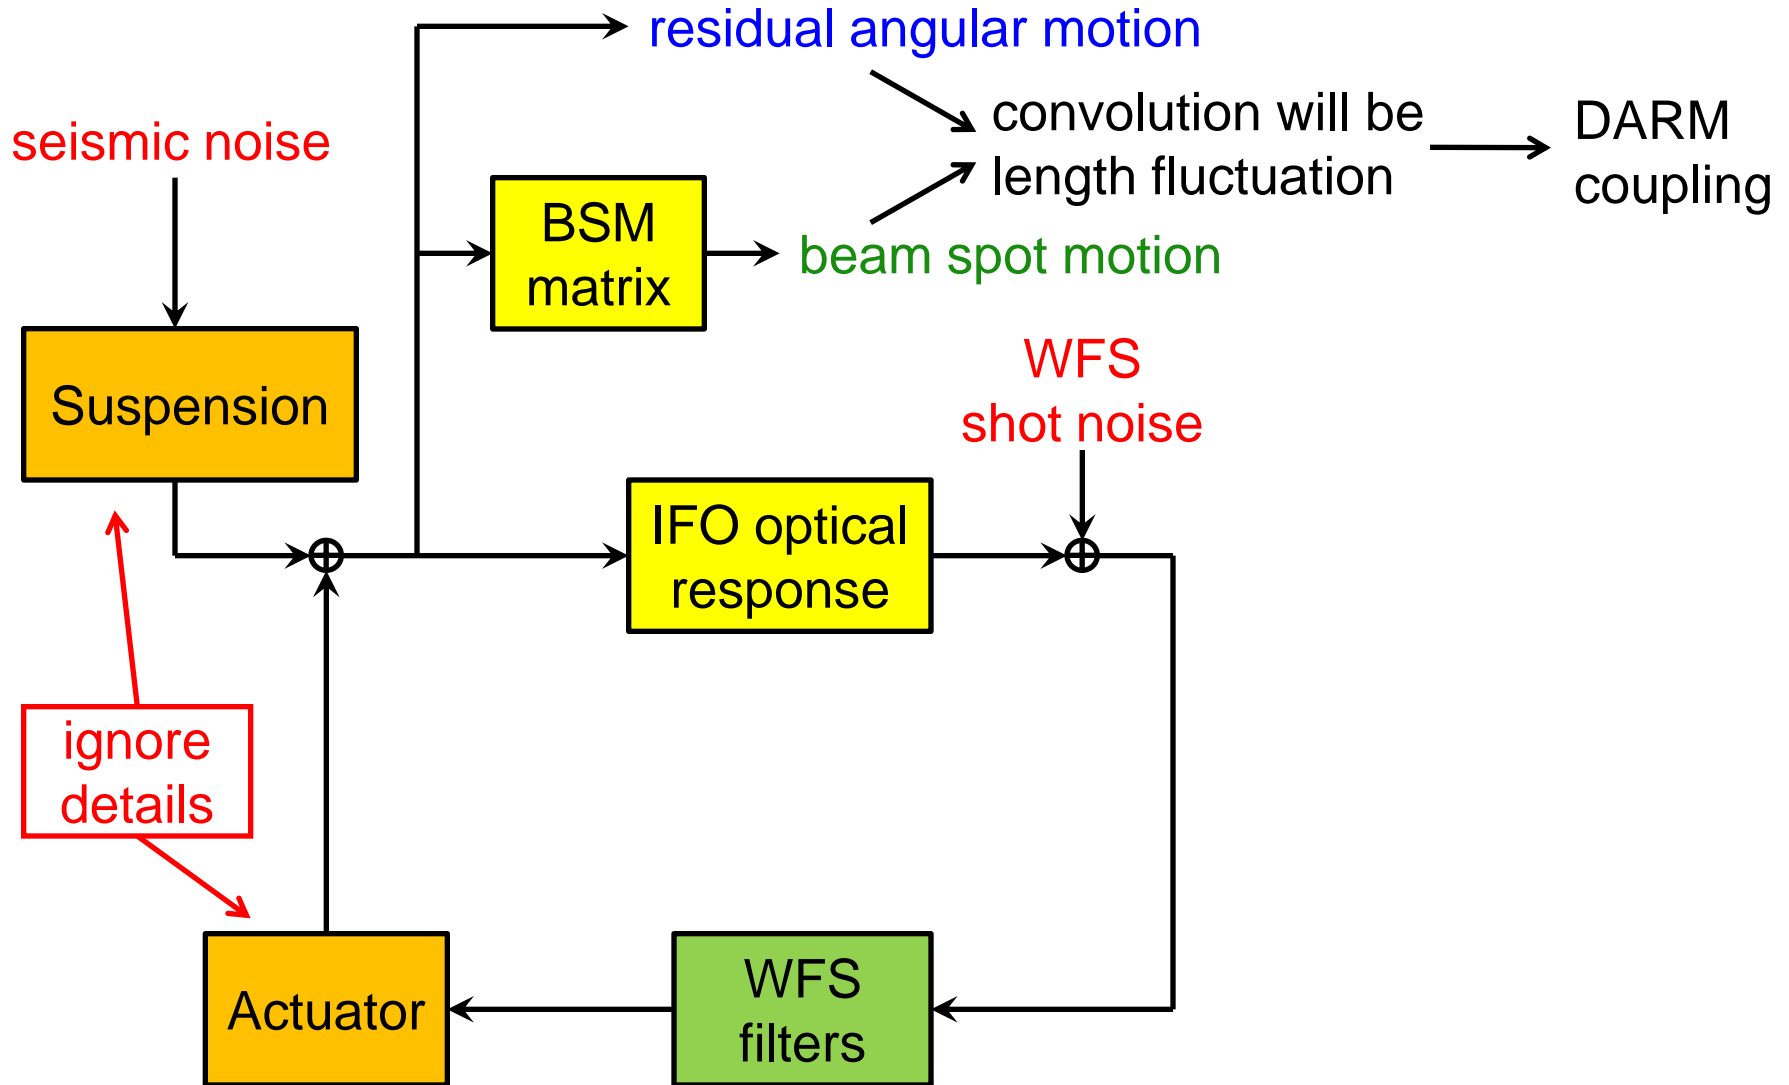 residual angular motion
seismic noise
convolution will be
length fluctuation
DARM
coupling
BSM
matrix
beam spot motion
Suspension
WFS
shot noise
IFO optical
response
ignore
details
Actuator
WFS
filters